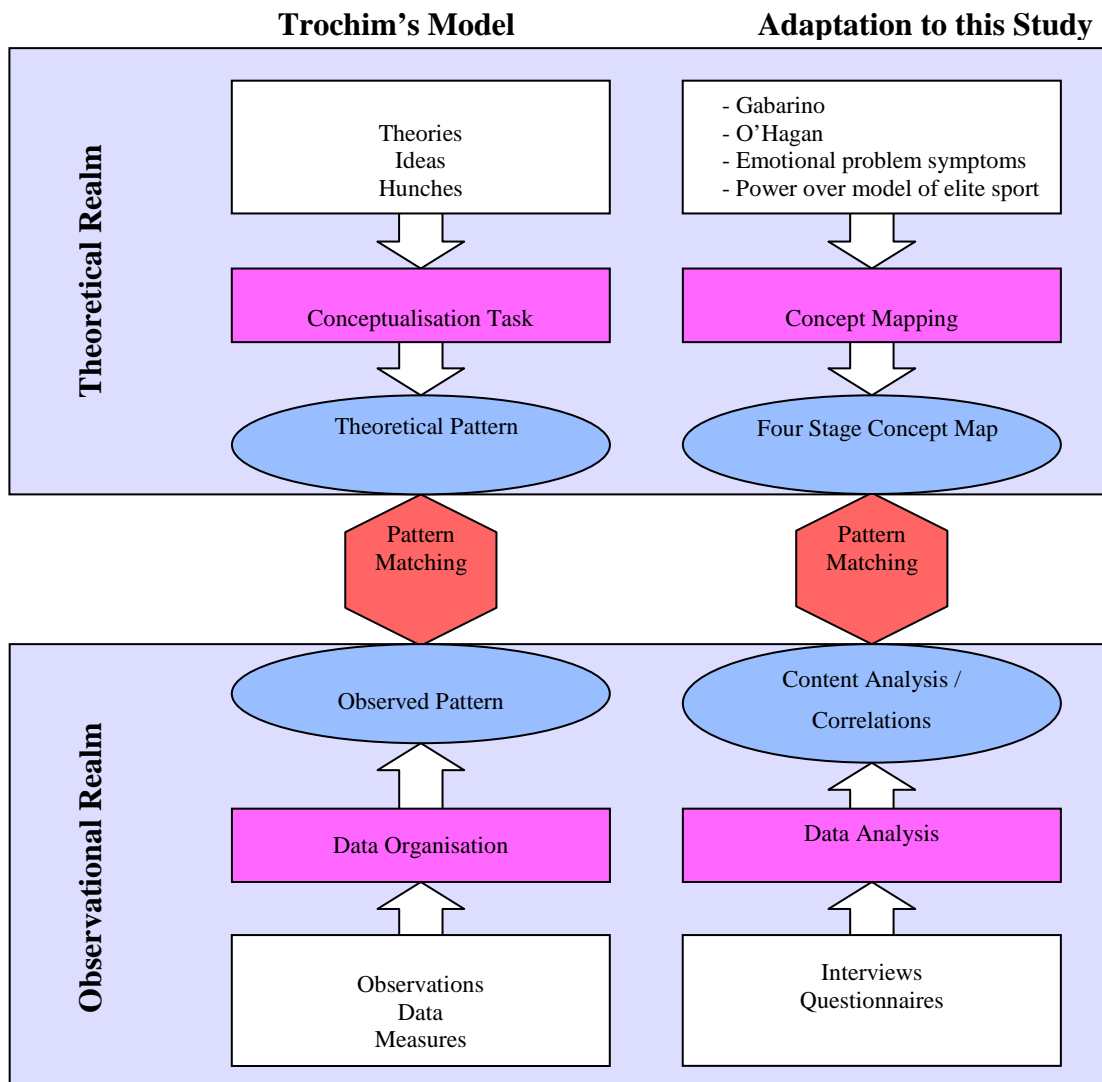 Trochim's Model
Adaptation to this Study
Theoretical Realm
Theories
Ideas
Hunches
- Gabarino
- O'Hagan
- Emotional problem symptoms
- Power over model of elite sport
Conceptualisation Task
Concept Mapping
Theoretical Pattern
Four Stage Concept Map
Pattern
Matching
Pattern
Matching
Observational Realm
Observed Pattern
Content Analysis /
Correlations
Data Organisation
Data Analysis
Observations
Data
Measures
Interviews
Questionnaires